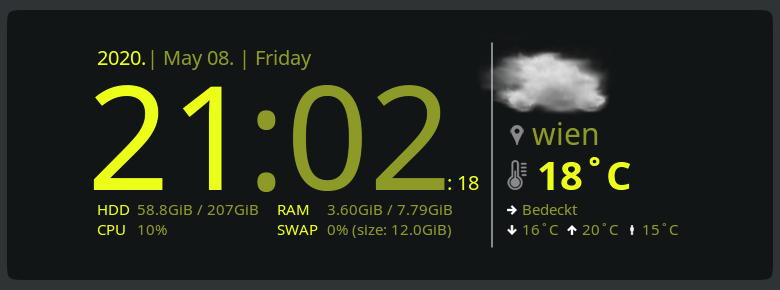 2020.| May 08. | Friday
21:02: 18
HDD 58.8GiB / 207GiB RAM 3.60GiB / 7.79GiB
CPU 10% SWAP 0% (size: 12.0GiB)
wien
18°C
Bedeckt
16°C 20°C 15°C